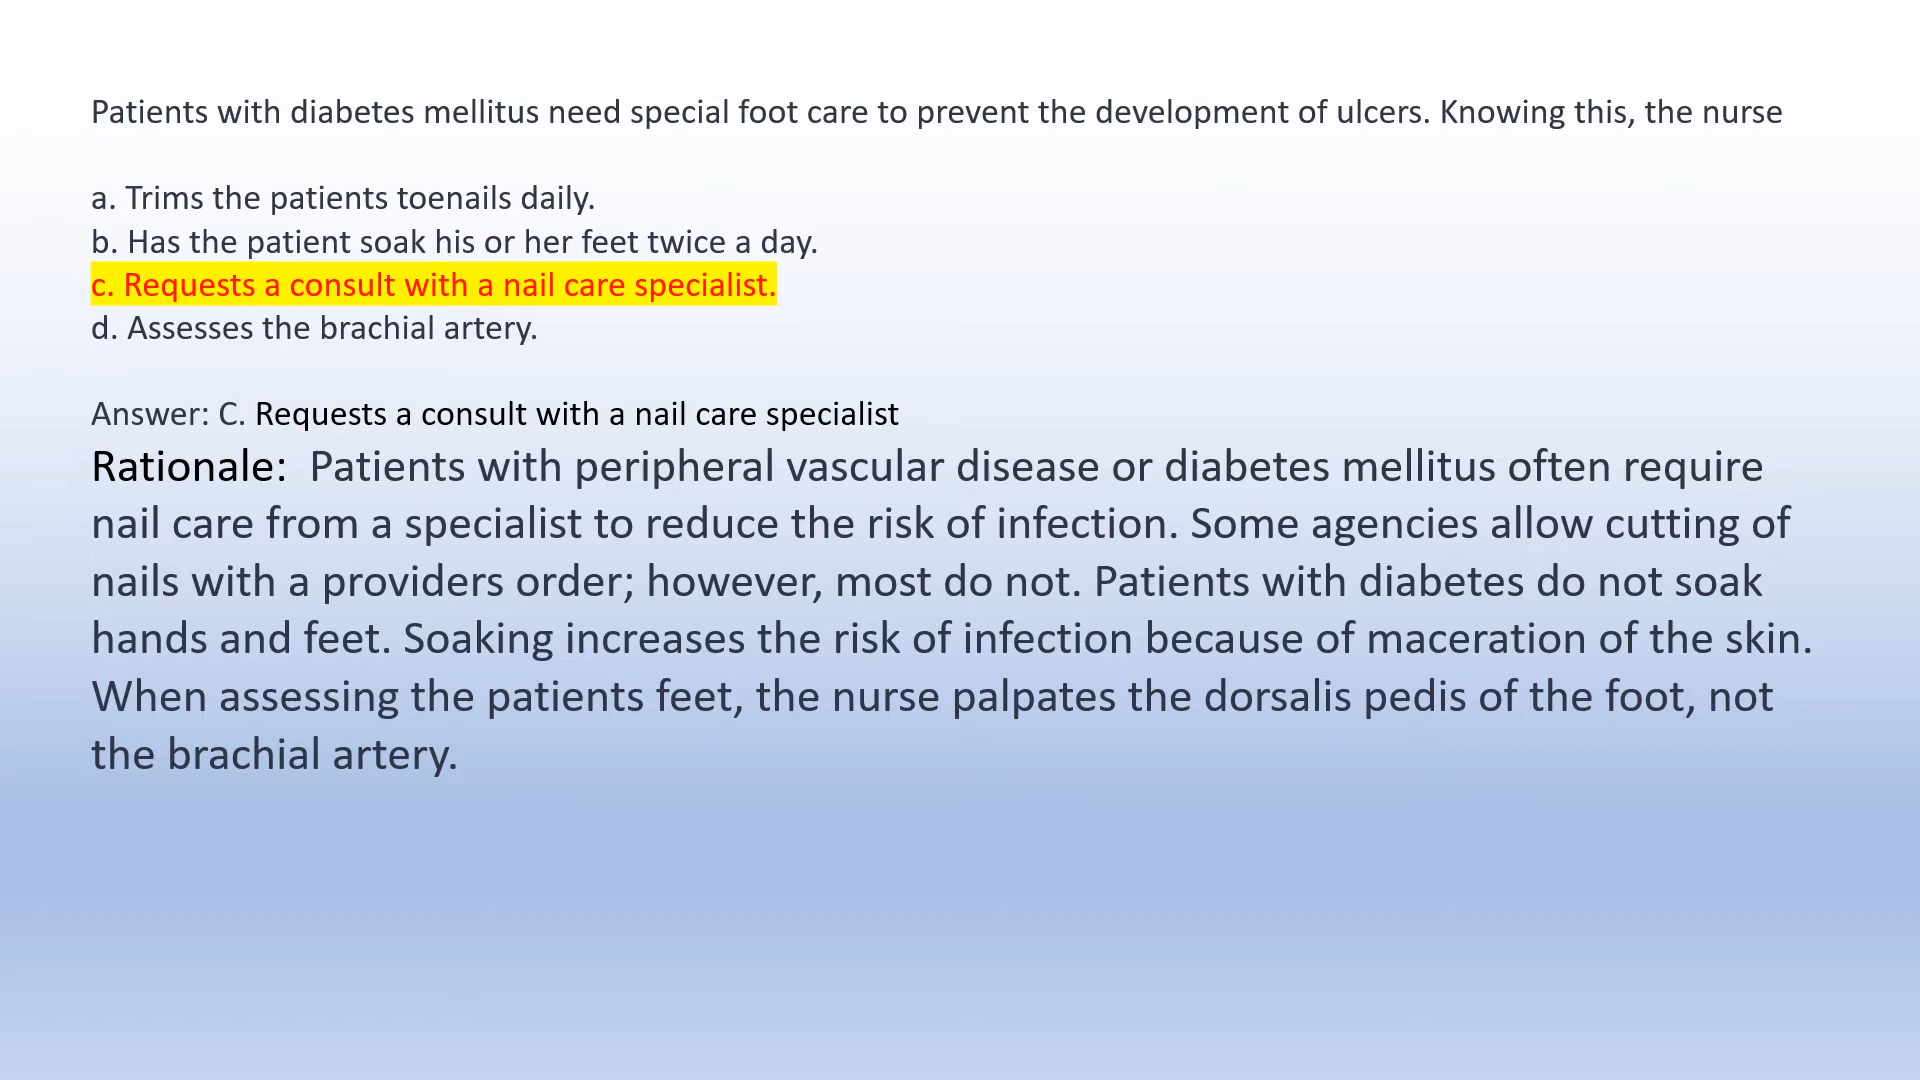 Patients with diabetes mellitus need special foot care to prevent the development of ulcers. Knowing this, the nurse
a. Trims the patients toenails daily.
b. Has the patient soak his or her feet twice a day.
c. Requests a consult with a nail care specialist.
d. Assesses the brachial artery.
Answer: C. Requests a consult with a nail care specialist
Rationale:  Patients with peripheral vascular disease or diabetes mellitus often require
nail care from a specialist to reduce the risk of infection. Some agencies allow cutting of
nails with a providers order; however, most do not. Patients with diabetes do not soak
hands and feet. Soaking increases the risk of infection because of maceration of the skin.
When assessing the patients feet, the nurse palpates the dorsalis pedis of the foot, not
the brachial artery.